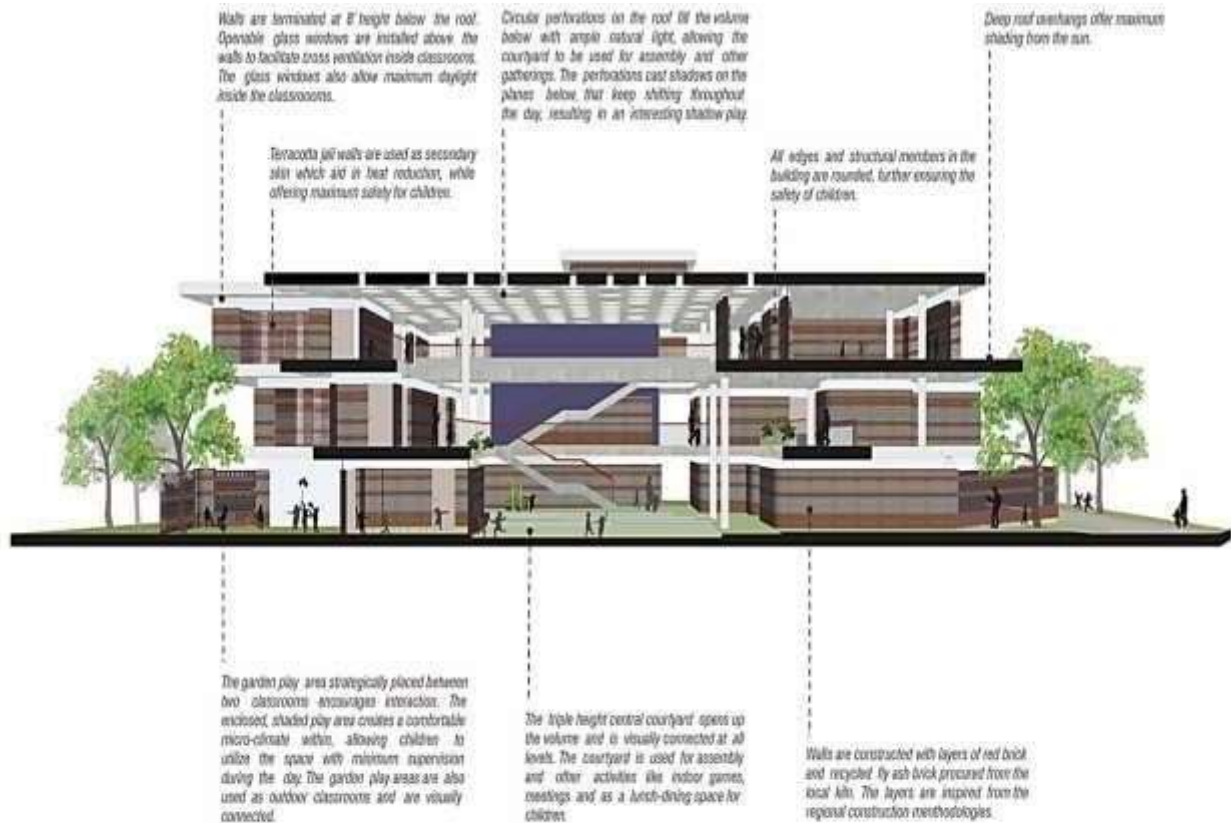 Walls are terminated at 8' height below the roof.
Openable glass windows are installed above the
walls to facilitate cross ventilation inside classrooms.
The glass windows also allow maximum daylight
inside the classrooms.
Circular perforations on the roof fill the volume
below with ample natural light, allowing the
courtyard to be used for assembly and other
gatherings. The perforations cast shadows on the
planes below, that keep shifting throughout
the day, resulting in an interesting shadow play.
Deep roof overhangs offer maximum
shading from the sun.
Terracotta jali walls are used as secondary
skin which aid in heat reduction, while
offering maximum safety for children.
All edges and structural members in the
building are rounded, further ensuring the
safety of children.
The garden play area strategically placed between
two classrooms encourages interaction. The
enclosed, shaded play area creates a comfortable
micro-climate within, allowing children to
utilize the space with minimum supervision
during the day. The garden play areas are also
used as outdoor classrooms and are visually
connected.
The triple height central courtyard opens up
the volume and is visually connected at all
levels. The courtyard is used for assembly
and other activities like indoor games,
meetings and as a lunch-dining space for
children.
Walls are constructed with layers of red brick
and recycled fly ash brick procured from the
local kiln. The layers are inspired from the
regional construction menthodologies.